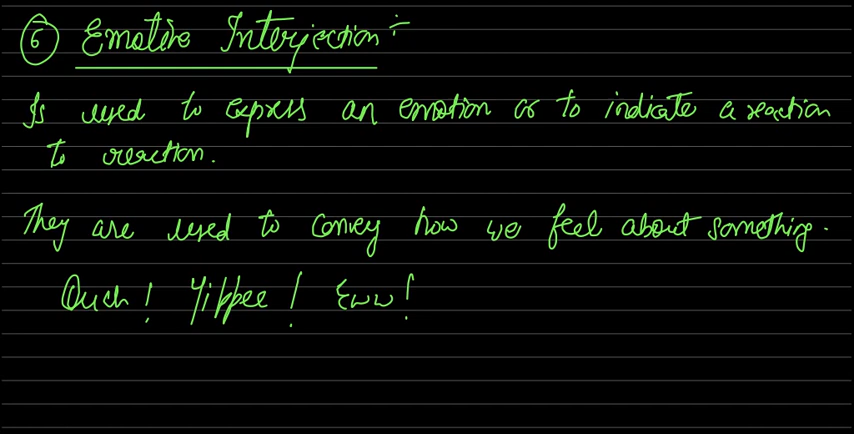 6 Emotive Interjection :-
Is used to express an emotion or to indicate a reaction
to reaction.
They are used to convey how we feel about something.
Ouch! Yippee! Eww!